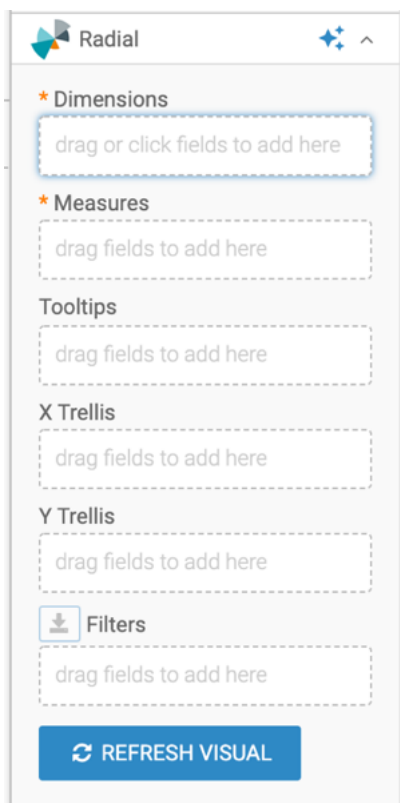 Radial
* Dimensions
drag or click fields to add here
* Measures
drag fields to add here
Tooltips
drag fields to add here
X Trellis
drag fields to add here
Y Trellis
drag fields to add here
Filters
drag fields to add here
REFRESH VISUAL